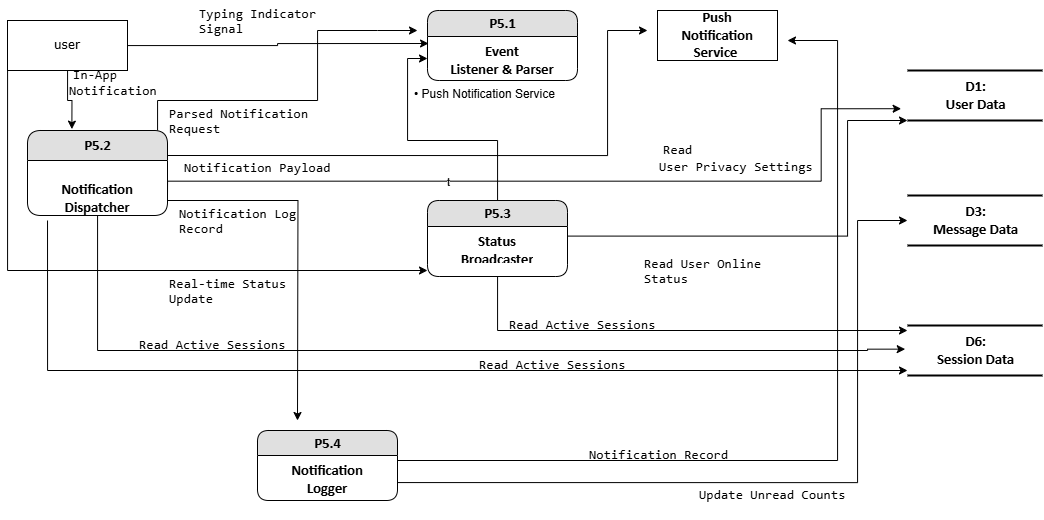 Typing Indicator
Signal
user
P5.1
Event
Listener & Parser
• Push Notification Service
Push
Notification
Service
In-App
Notification
Parsed Notification
Request
D1:
User Data
P5.2
Notification
Dispatcher
Notification Payload
Read
User Privacy Settings
t
Notification Log
Record
P5.3
Status
Broadcaster
D3:
Message Data
Read User Online
Status
Real-time Status
Update
Read Active Sessions
Read Active Sessions
Read Active Sessions
D6:
Session Data
P5.4
Notification
Logger
Notification Record
Update Unread Counts